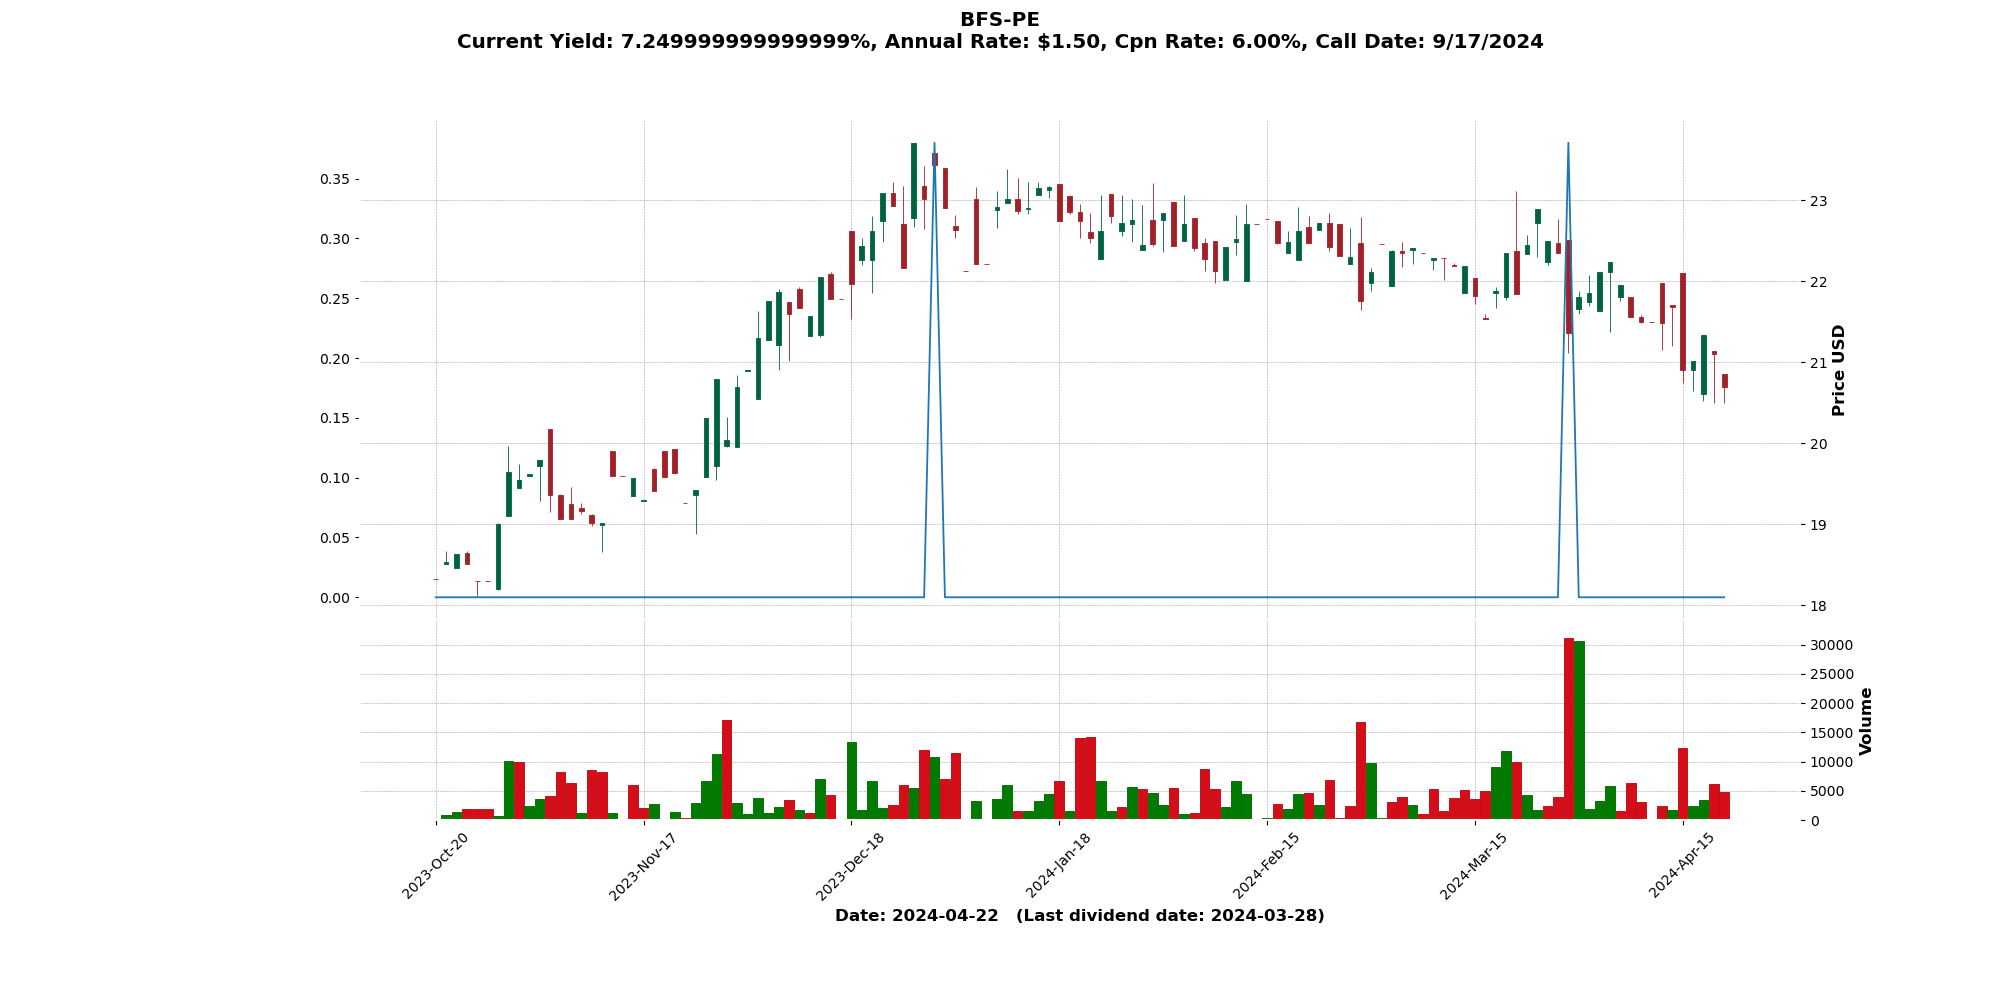 BFS-PE
Current Yield: 7.249999999999999%, Annual Rate: $1.50, Cpn Rate: 6.00%, Call Date: 9/17/2024
0.35
0.30
0.25
0.20
0.15
0.10
0.05
0.00
23
22
21
20
19
18
Price USD
30000
25000
20000
15000
10000
5000
0
Volume
2023-Oct-20
2023-Nov-17
2023-Dec-18
2024-Jan-18
2024-Feb-15
2024-Mar-15
2024-Apr-15
Date: 2024-04-22 (Last dividend date: 2024-03-28)